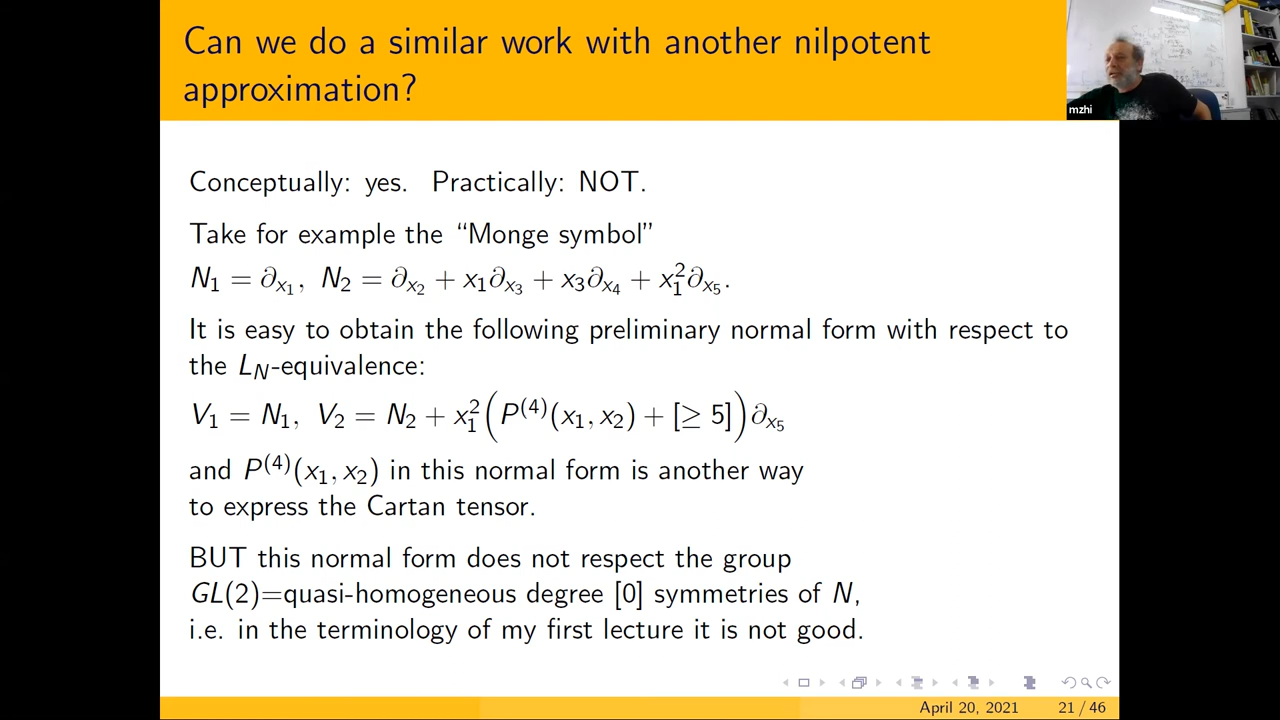 Can we do a similar work with another nilpotent
approximation?
mzhi
Conceptually: yes. Practically: NOT.
Take for example the “Monge symbol”
N₁ = ∂ₓ₁, N₂ = ∂ₓ₂ + x₁∂ₓ₃ + x₃∂ₓ₄ + x₁²∂ₓ₅.
It is easy to obtain the following preliminary normal form with respect to
the L_N-equivalence:
V₁ = N₁, V₂ = N₂ + x₁²(P⁽⁴⁾(x₁, x₂) + [≥ 5])∂ₓ₅
and P⁽⁴⁾(x₁, x₂) in this normal form is another way
to express the Cartan tensor.
BUT this normal form does not respect the group
GL(2)=quasi-homogeneous degree [0] symmetries of N,
i.e. in the terminology of my first lecture it is not good.
April 20, 2021 21 / 46